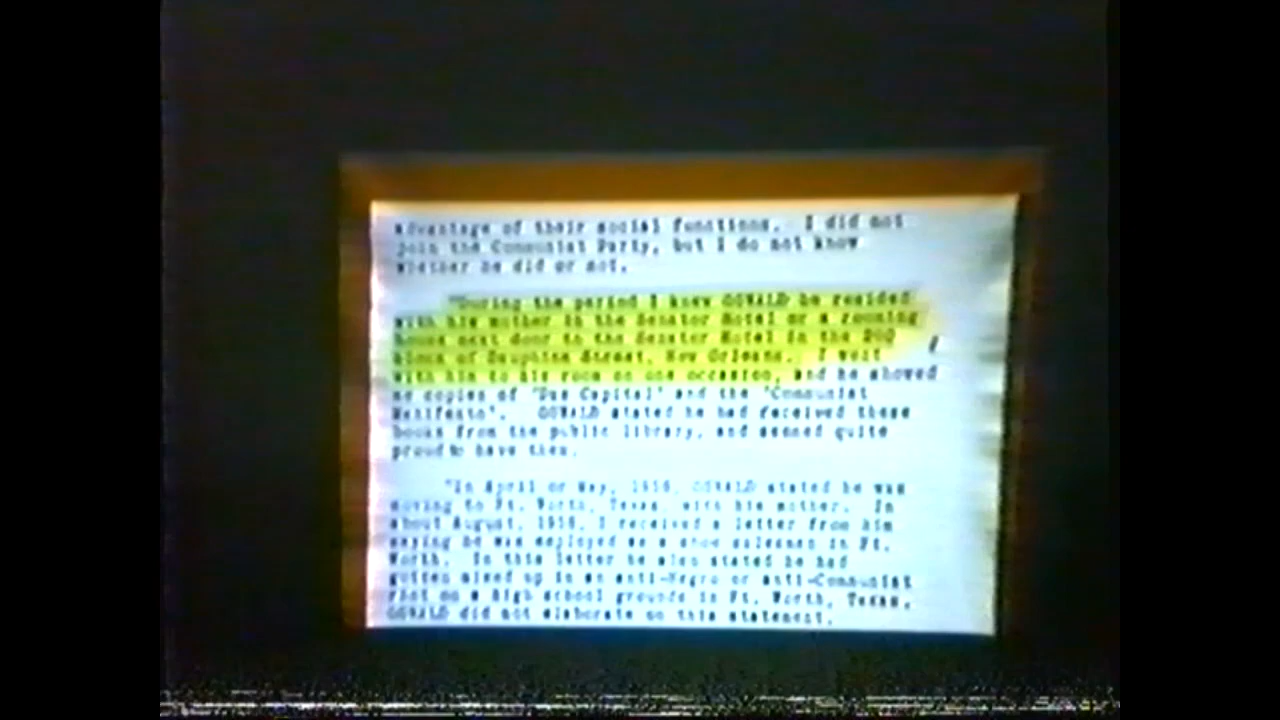 advantage of their social functions. I did not
join the Communist Party, but I do not know
whether he did or not.
"During the period I knew OSWALD he resided
with his mother in the Senator Hotel or a rooming
house next door to the Senator Hotel in the
block of Dauphine Street, New Orleans. I went
with him to his room on one occasion, and he showed
me copies of "Das Capital" and the "Communist
Manifesto". OSWALD stated he had received these
books from the public library, and seemed quite
proud to have them.
"In April or May, 1956, OSWALD stated he was
moving to Ft. Worth, Texas, with his mother. In
about August, 1956, I received a letter from him
saying he was employed as a shoe salesman in Ft.
Worth. In this letter he also stated he had
gotten mixed up in an anti-Negro or anti-Communist
riot on a high school grounds in Ft. Worth, Texas.
OSWALD did not elaborate on this statement.